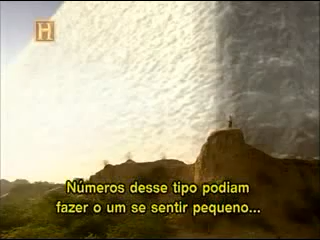 H
Números desse tipo podiam
fazer o um se sentir pequeno...